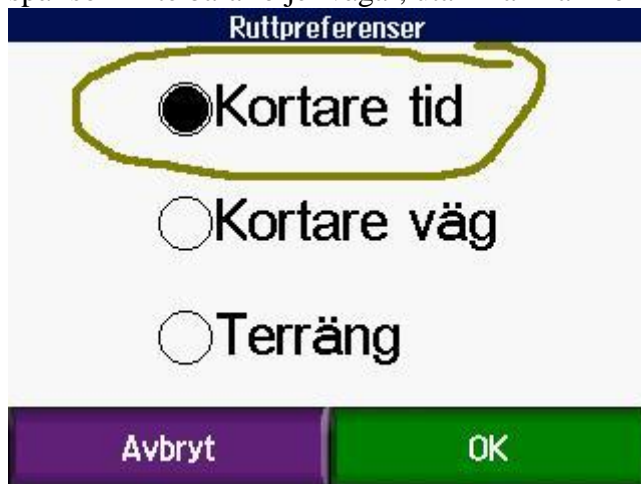 Ruttpreferenser
Kortare tid
Kortare väg
Terräng
Avbryt
OK